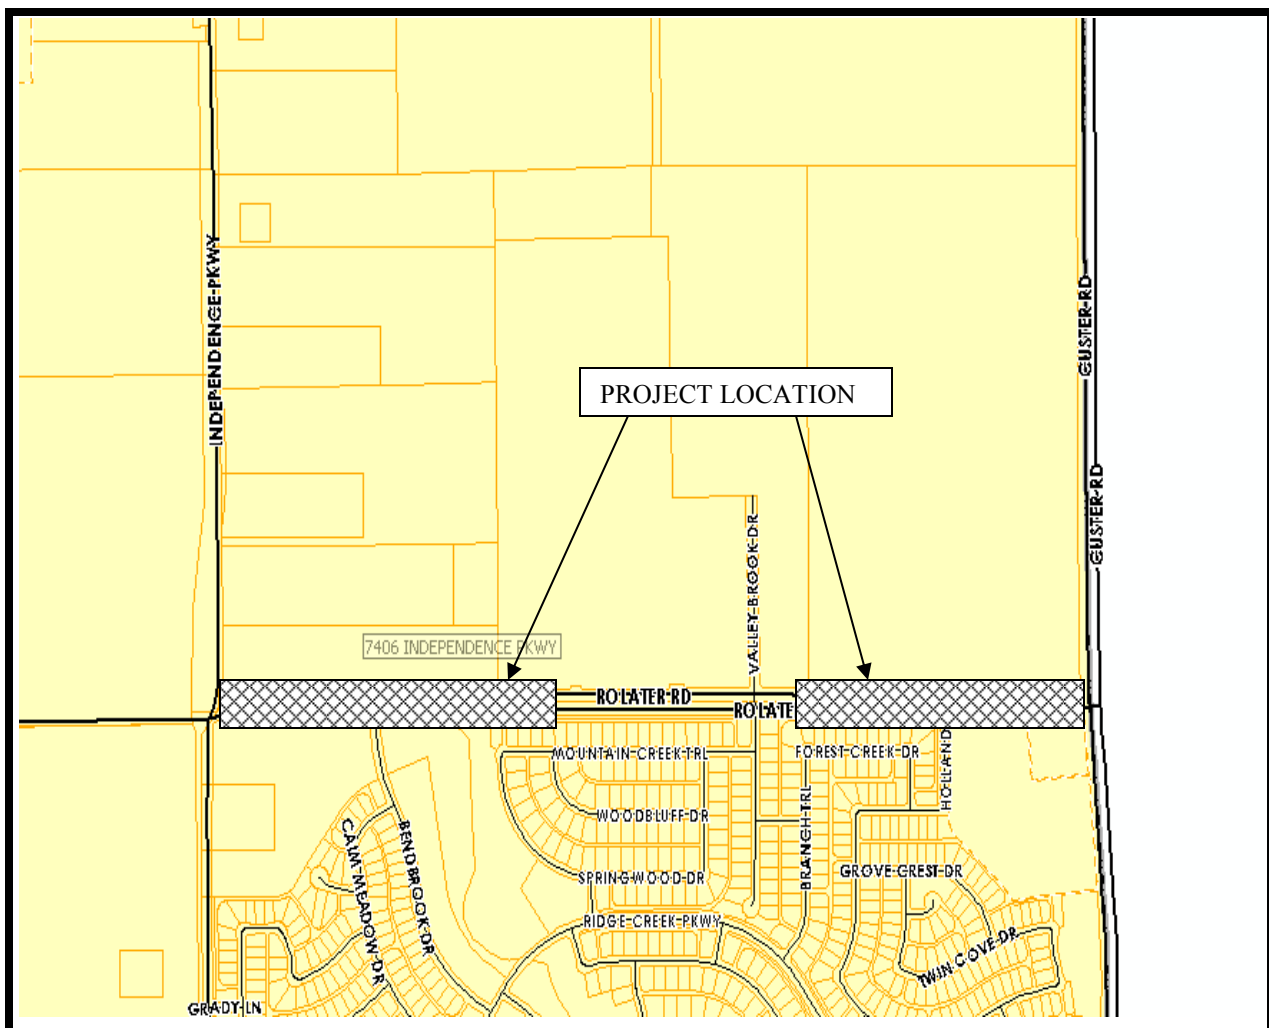 INDEPENDENCE PKWY
CUSTER RD
PROJECT LOCATION
CUSTER RD
VALLEY BROOK DR
7406 INDEPENDENCE PKWY
ROLATER RD
ROLATE
MOUNTAIN CREEK TRL
FOREST CREEK DR
HOLLAND
WOODBLUFF DR
BRANCH TRL
CALM MEADOW DR
BENDBROOK DR
SPRINGWOOD DR
GROVE CREST DR
RIDGE CREEK PKWY
TWIN COVE DR
GRADY LN